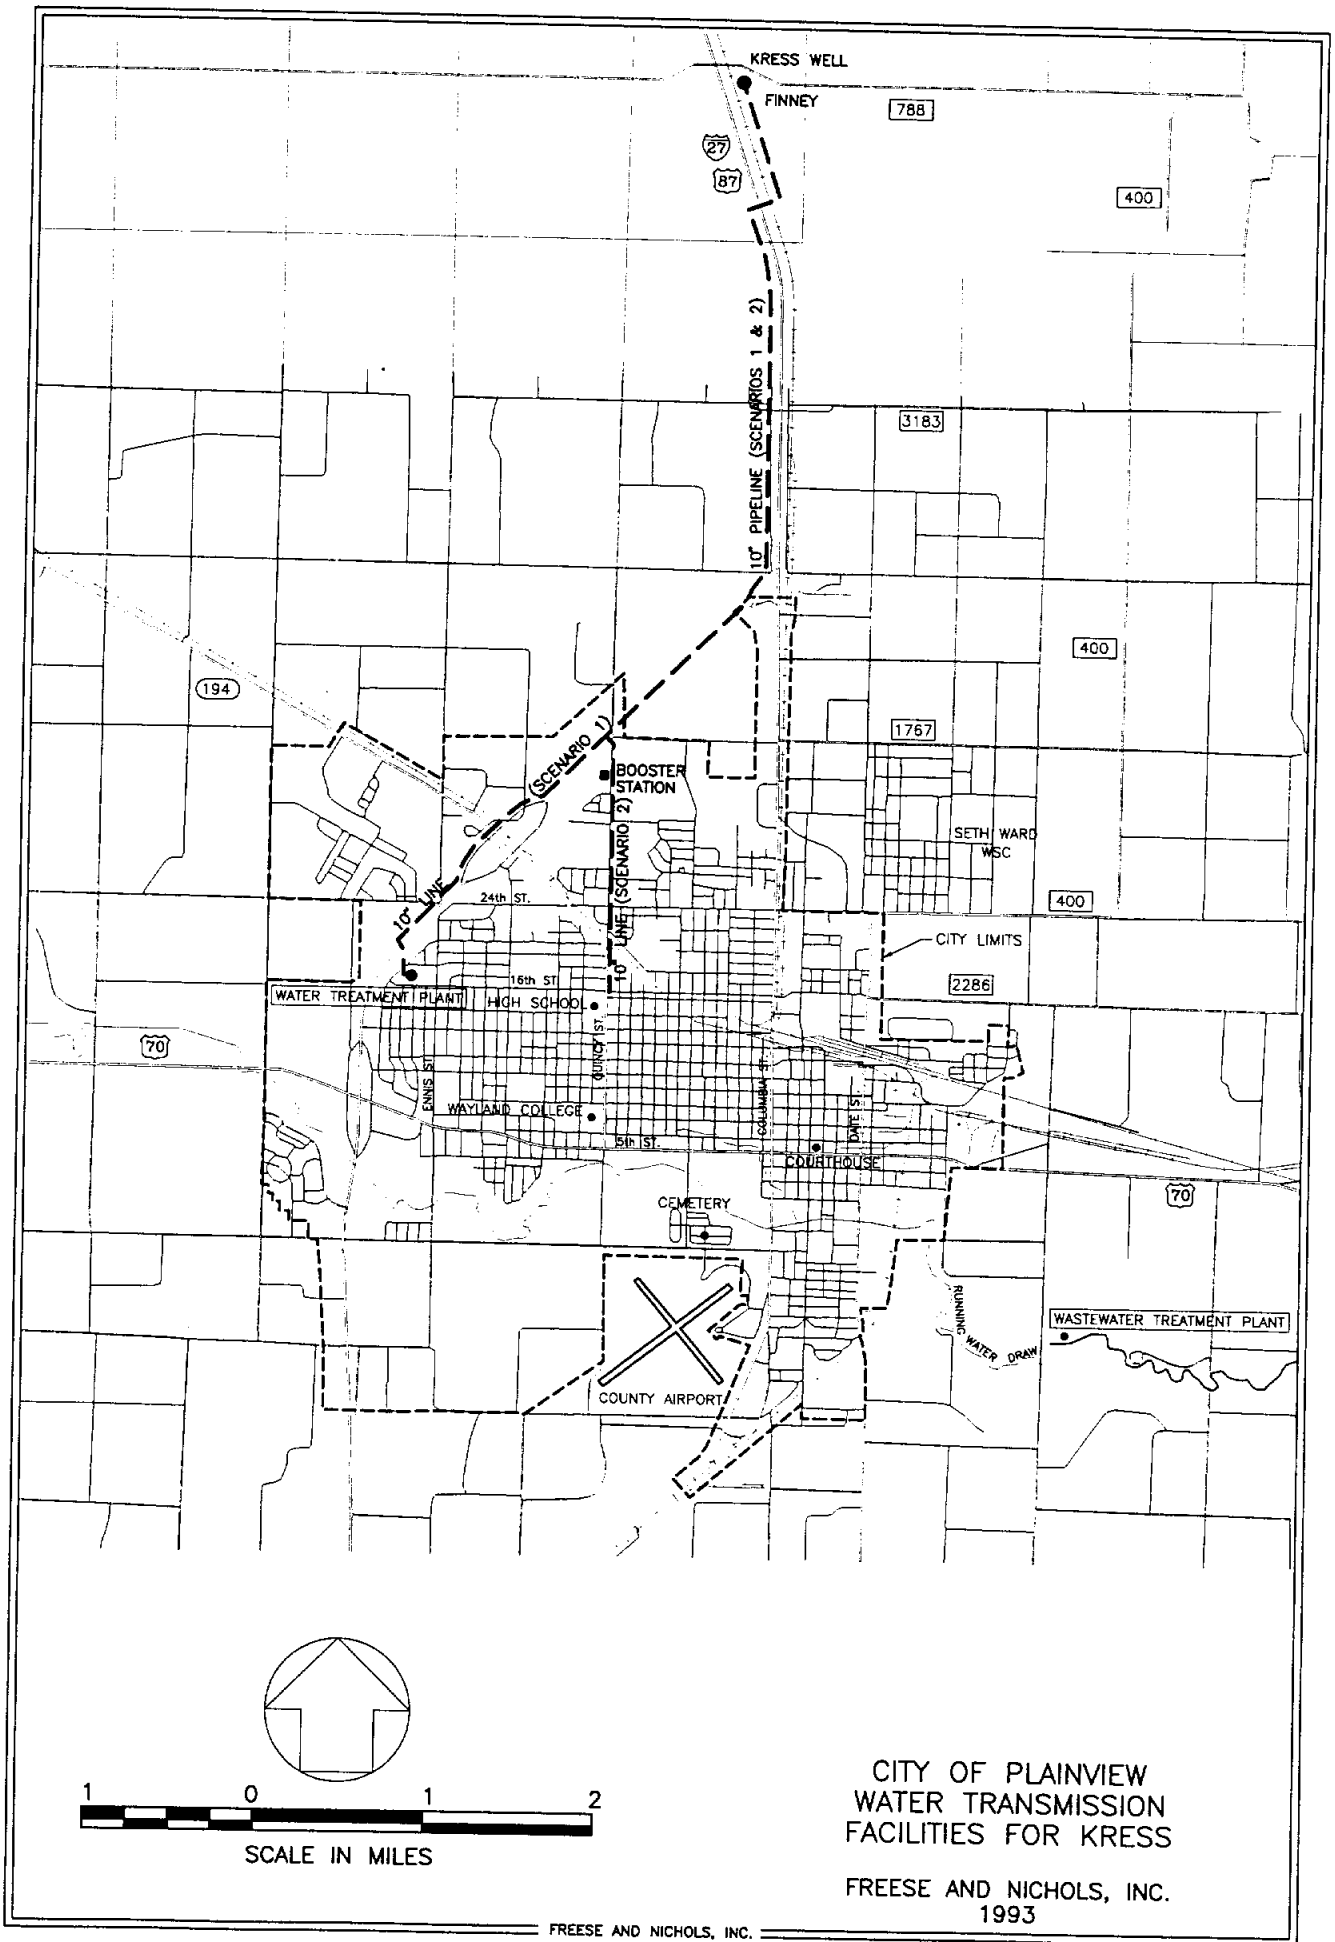 KRESS WELL
FINNEY
788
27
87
400
10" PIPELINE (SCENARIOS 1 & 2)
3183
400
194
1767
(SCENARIO 1)
BOOSTER
STATION
SETH WARD
WSC
10" LINE
10" LINE (SCENARIO 2)
24th ST.
400
CITY LIMITS
16th ST.
2286
WATER TREATMENT PLANT
HIGH SCHOOL
70
QUINCY ST.
ENNIS ST.
COLUMBIA ST.
DATE ST.
WAYLAND COLLEGE
5th ST.
COURTHOUSE
70
CEMETERY
RUNNING WATER DRAW
WASTEWATER TREATMENT PLANT
COUNTY AIRPORT
1 0 1 2
SCALE IN MILES
CITY OF PLAINVIEW
WATER TRANSMISSION
FACILITIES FOR KRESS
FREESE AND NICHOLS, INC.
1993
FREESE AND NICHOLS, INC.